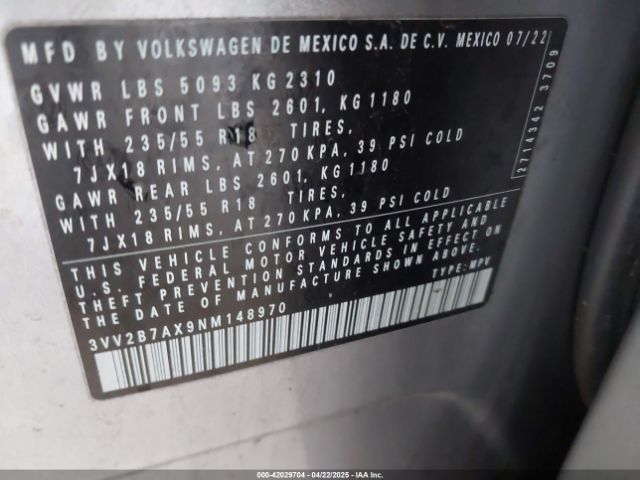 MFD BY VOLKSWAGEN DE MEXICO S.A. DE C.V. MEXICO 07/22
GVWR LBS 5093 KG 2310
GAWR FRONT LBS 2601, KG 1180
WITH 235/55 R18 TIRES,
7JX18 RIMS, AT 270 KPA, 39 PSI COLD
GAWR REAR LBS 2601, KG 1180
WITH 235/55 R18 TIRES,
7JX18 RIMS, AT 270 KPA, 39 PSI COLD
THIS VEHICLE CONFORMS TO ALL APPLICABLE
U.S. FEDERAL MOTOR VEHICLE SAFETY AND
THEFT PREVENTION STANDARDS IN EFFECT ON
THE DATE OF MANUFACTURE SHOWN ABOVE.
TYPE: MPV
3VV2B7AX9NM148970
2714342 3709
000-42029704 - 04/22/2025 - IAAI.com